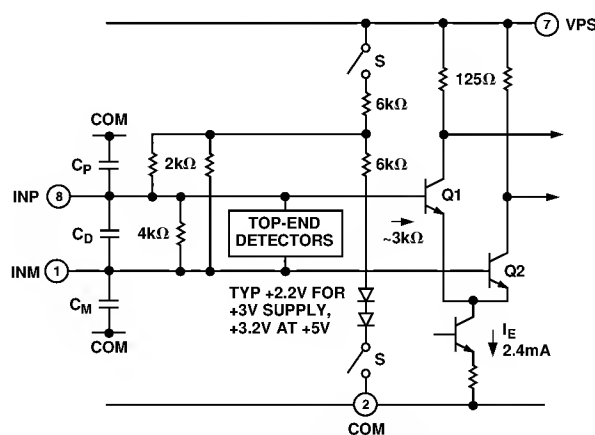 7 VPS
S
125Ω
6kΩ
COM
2kΩ
6kΩ
CP
Q1
INP 8
CD
4kΩ
TOP-END
DETECTORS
~3kΩ
INM 1
Q2
CM
TYP +2.2V FOR
+3V SUPPLY,
+3.2V AT +5V
IE
2.4mA
COM
S
2
COM